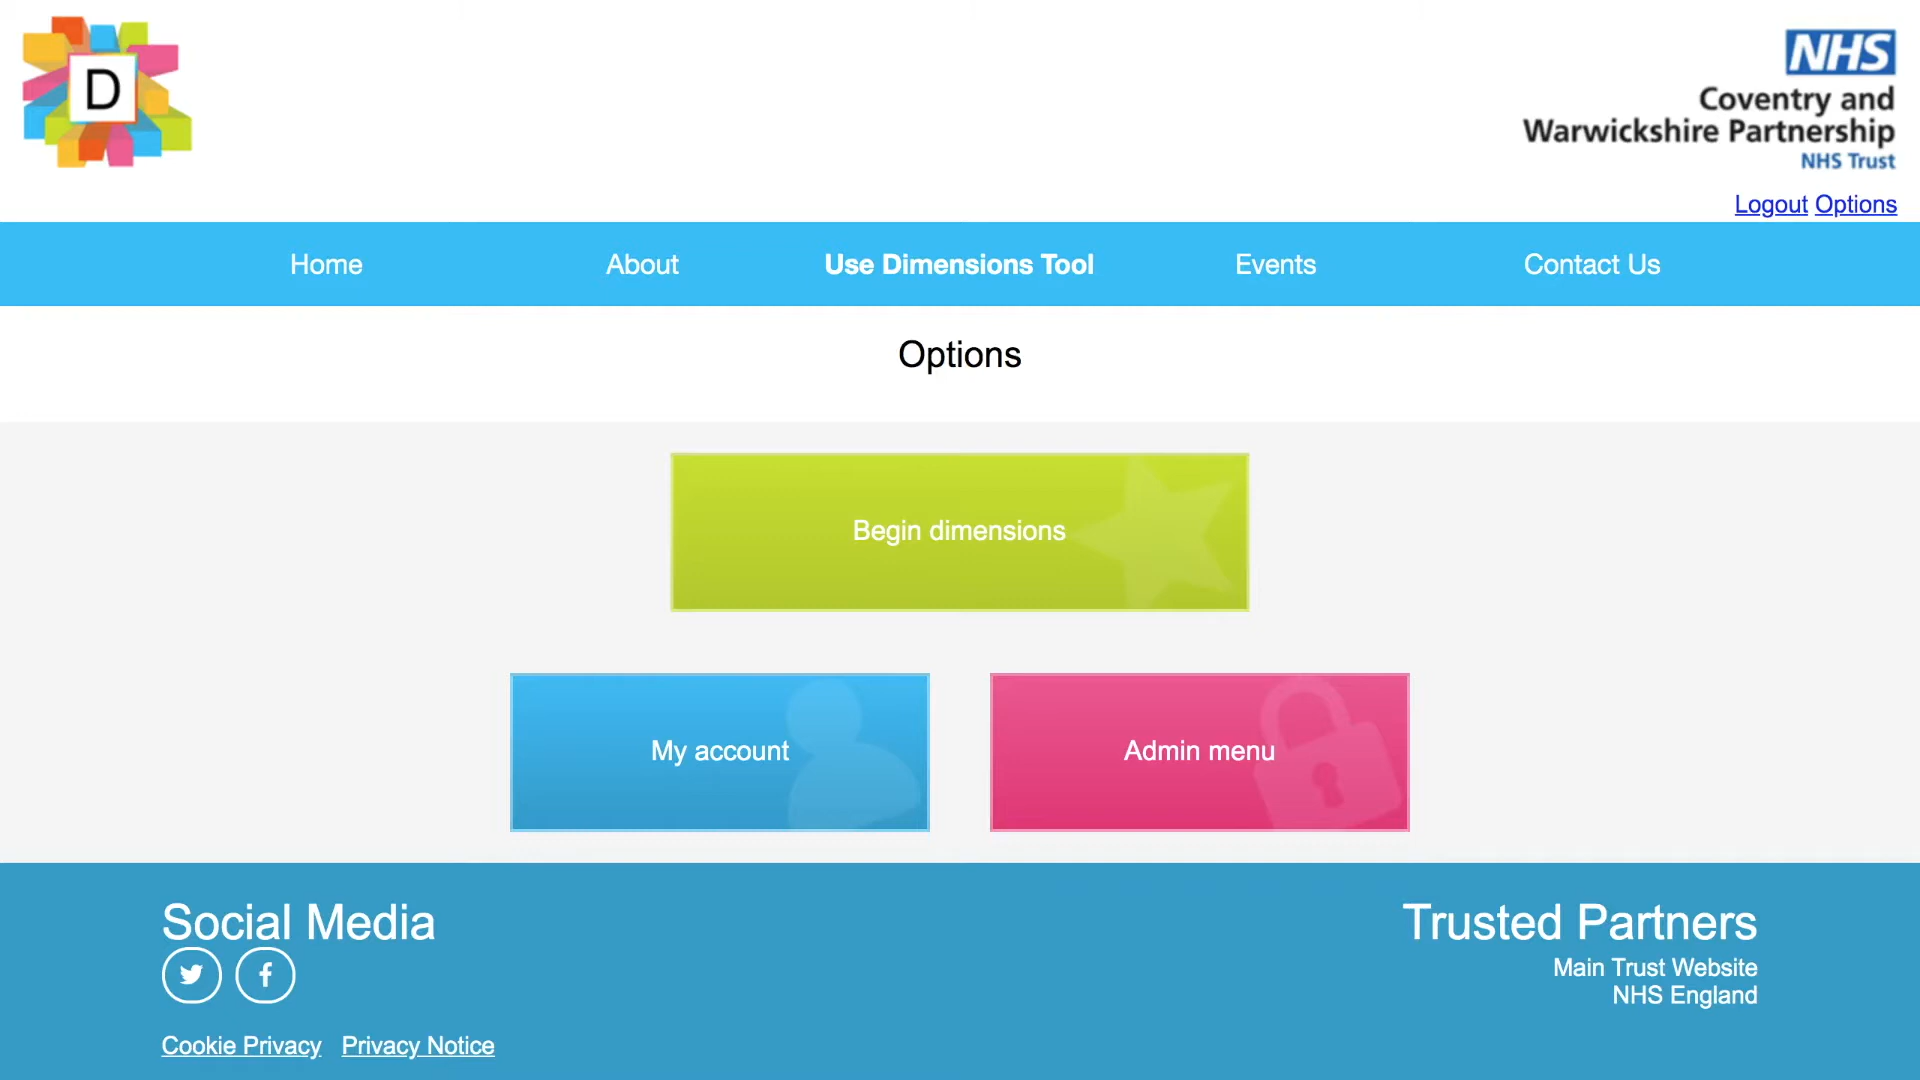 D
NHS
Coventry and
Warwickshire Partnership
NHS Trust
Logout Options
Home About Use Dimensions Tool Events Contact Us
Options
Begin dimensions
My account
Admin menu
Social Media
Trusted Partners
Main Trust Website
NHS England
Cookie Privacy Privacy Notice